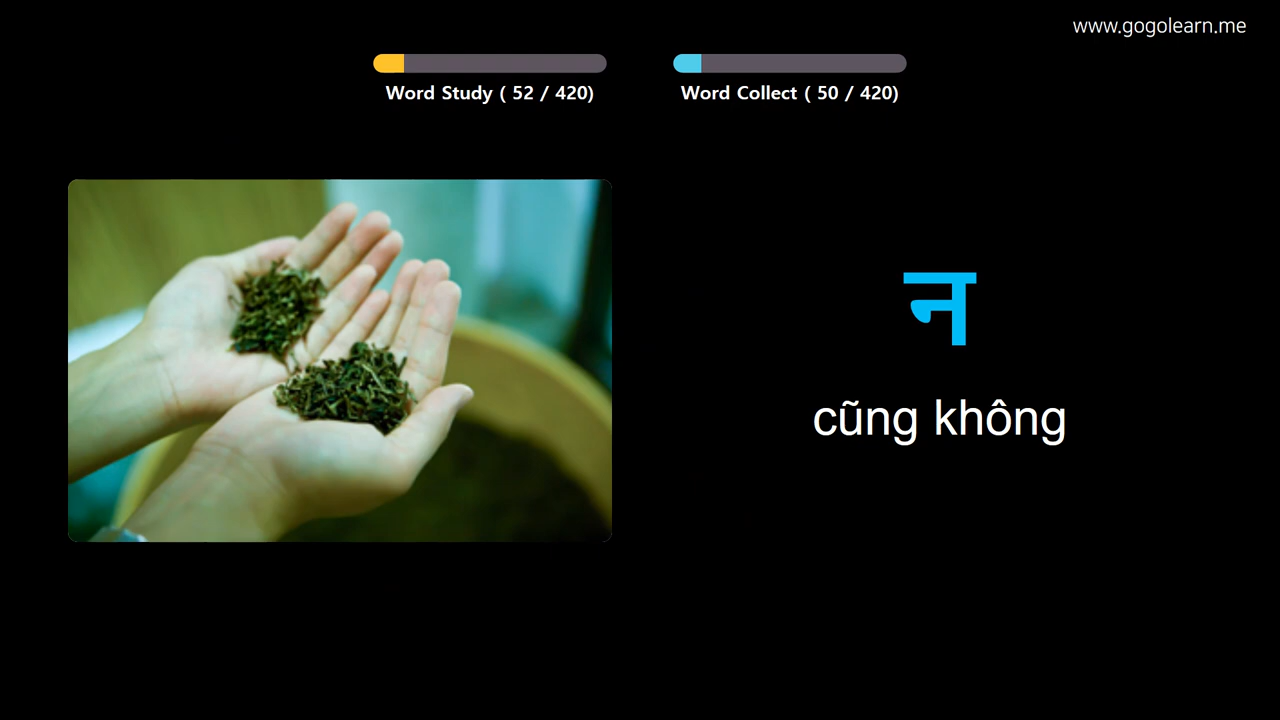 www.gogolearn.me
Word Study ( 52 / 420)
Word Collect ( 50 / 420)
न
cũng không